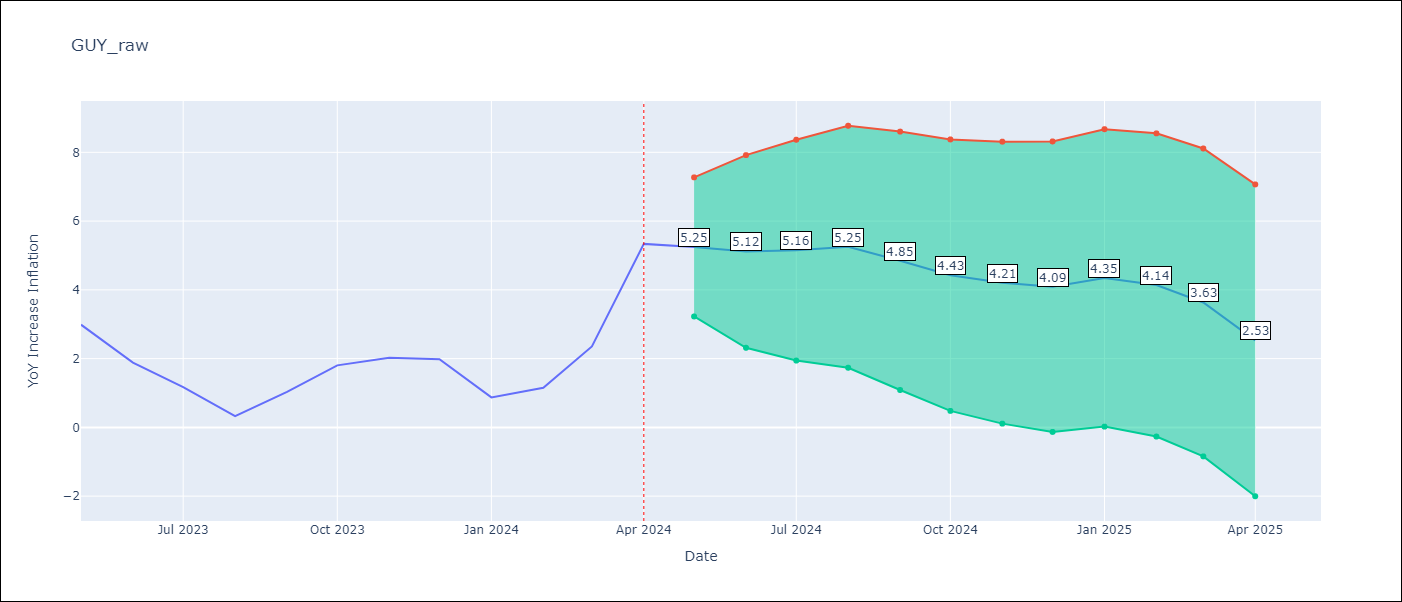 GUY_raw
YoY Increase Inflation
8
6
4
2
0
−2
5.25
5.12
5.16
5.25
4.85
4.43
4.21
4.09
4.35
4.14
3.63
2.53
Jul 2023
Oct 2023
Jan 2024
Apr 2024
Jul 2024
Oct 2024
Jan 2025
Apr 2025
Date